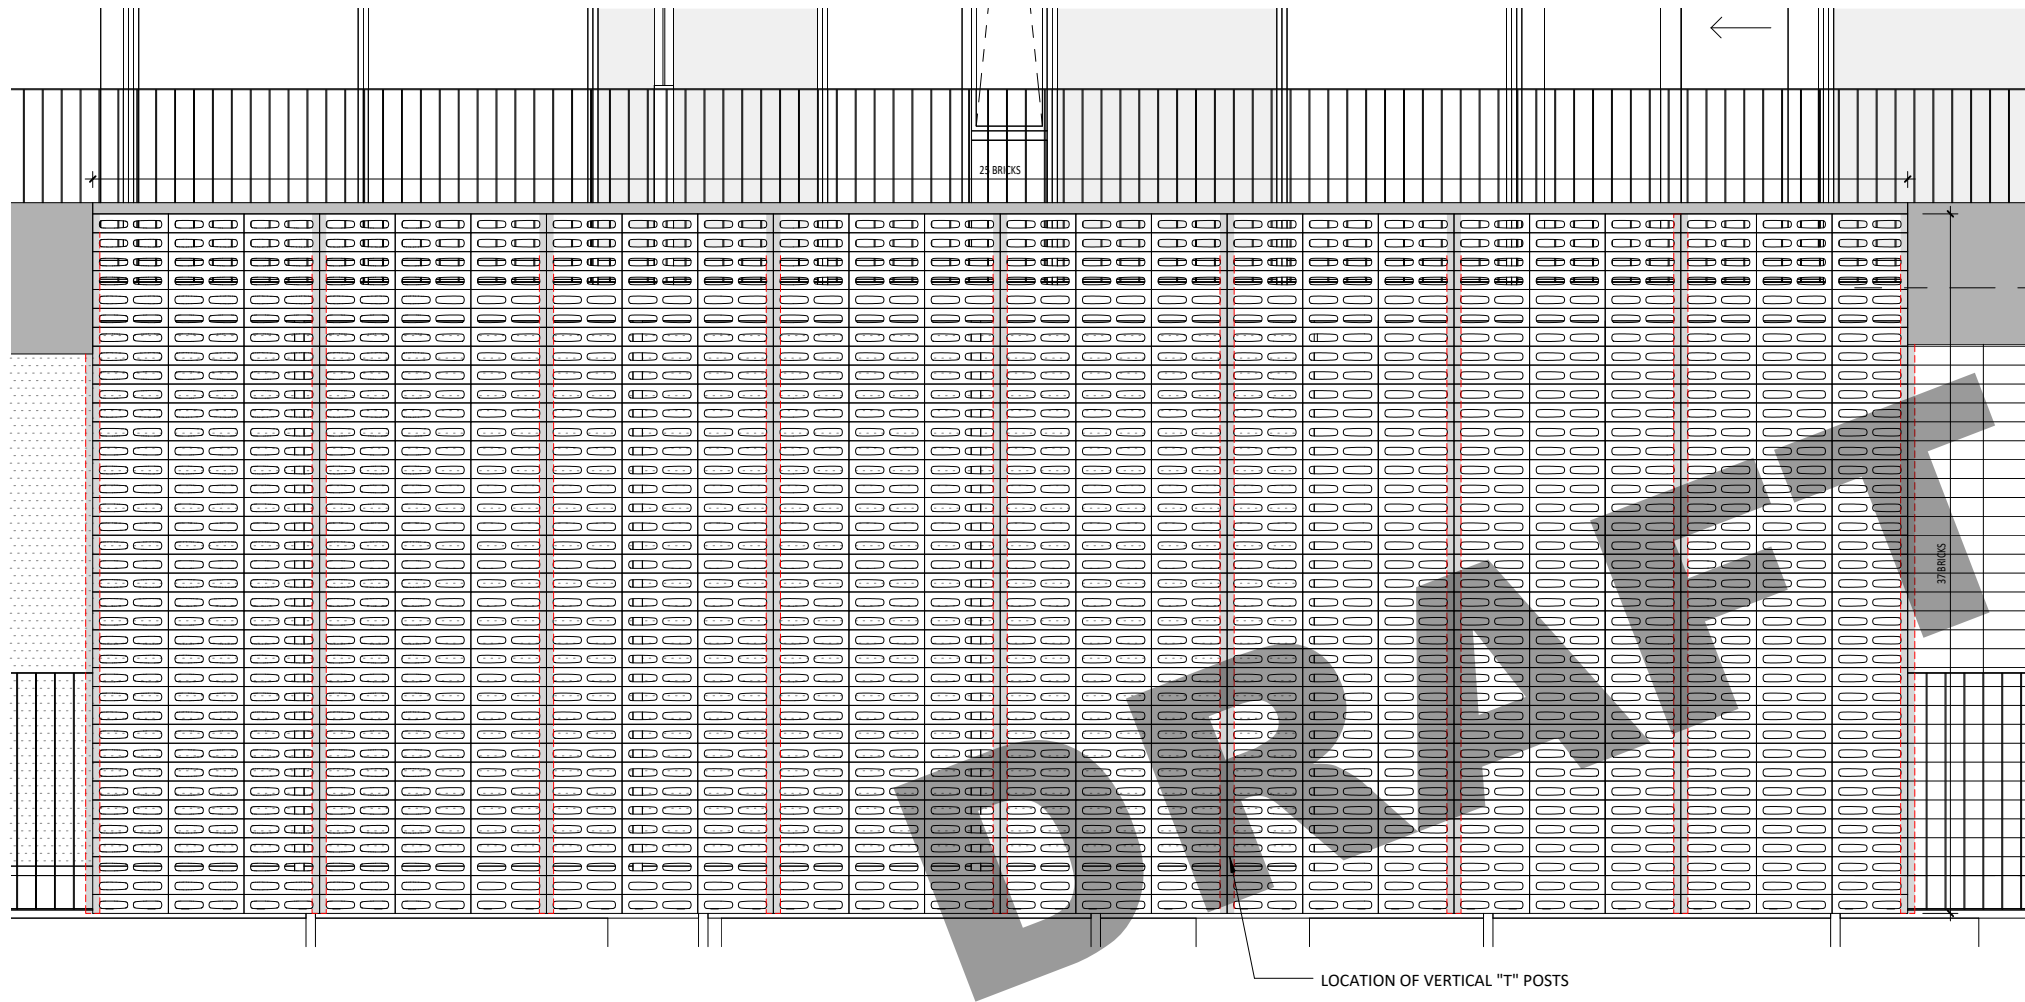 25 BRICKS
37 BRICKS
DRAFT
LOCATION OF VERTICAL "T" POSTS